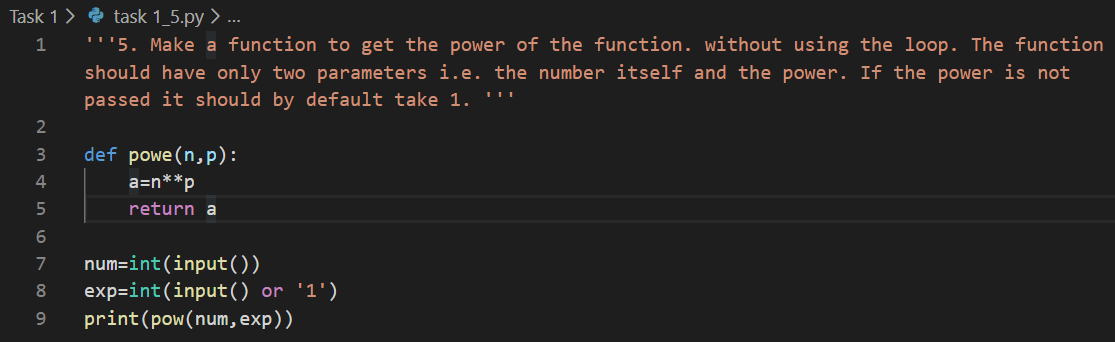 Task 1 > task 1_5.py > ...
1 '''5. Make a function to get the power of the function. without using the loop. The function
should have only two parameters i.e. the number itself and the power. If the power is not
passed it should by default take 1. '''
2
3 def powe(n,p):
4     a=n**p
5     return a
6
7 num=int(input())
8 exp=int(input() or '1')
9 print(pow(num,exp))